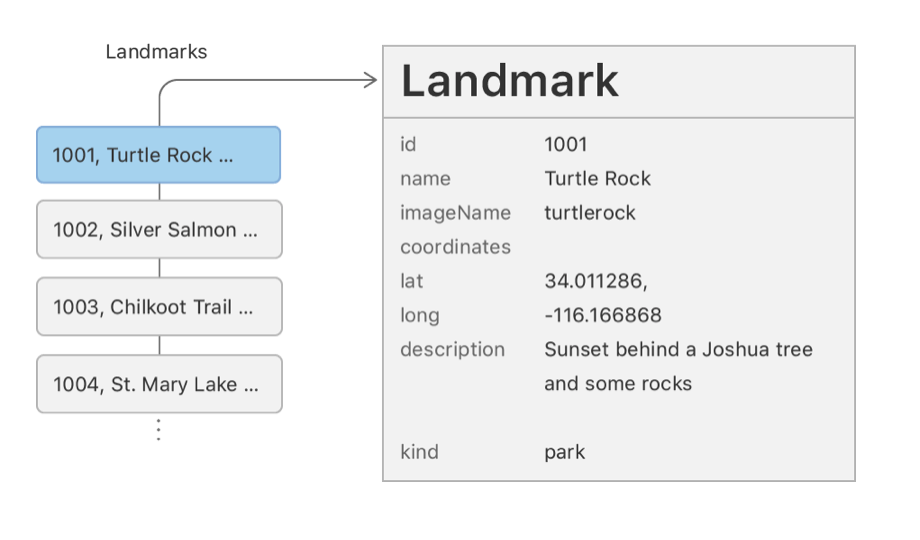 Landmarks
1001, Turtle Rock ...
1002, Silver Salmon ...
1003, Chilkoot Trail ...
1004, St. Mary Lake ...
Landmark
id 1001
name Turtle Rock
imageName turtlerock
coordinates
lat 34.011286,
long -116.166868
description Sunset behind a Joshua tree
and some rocks
kind park